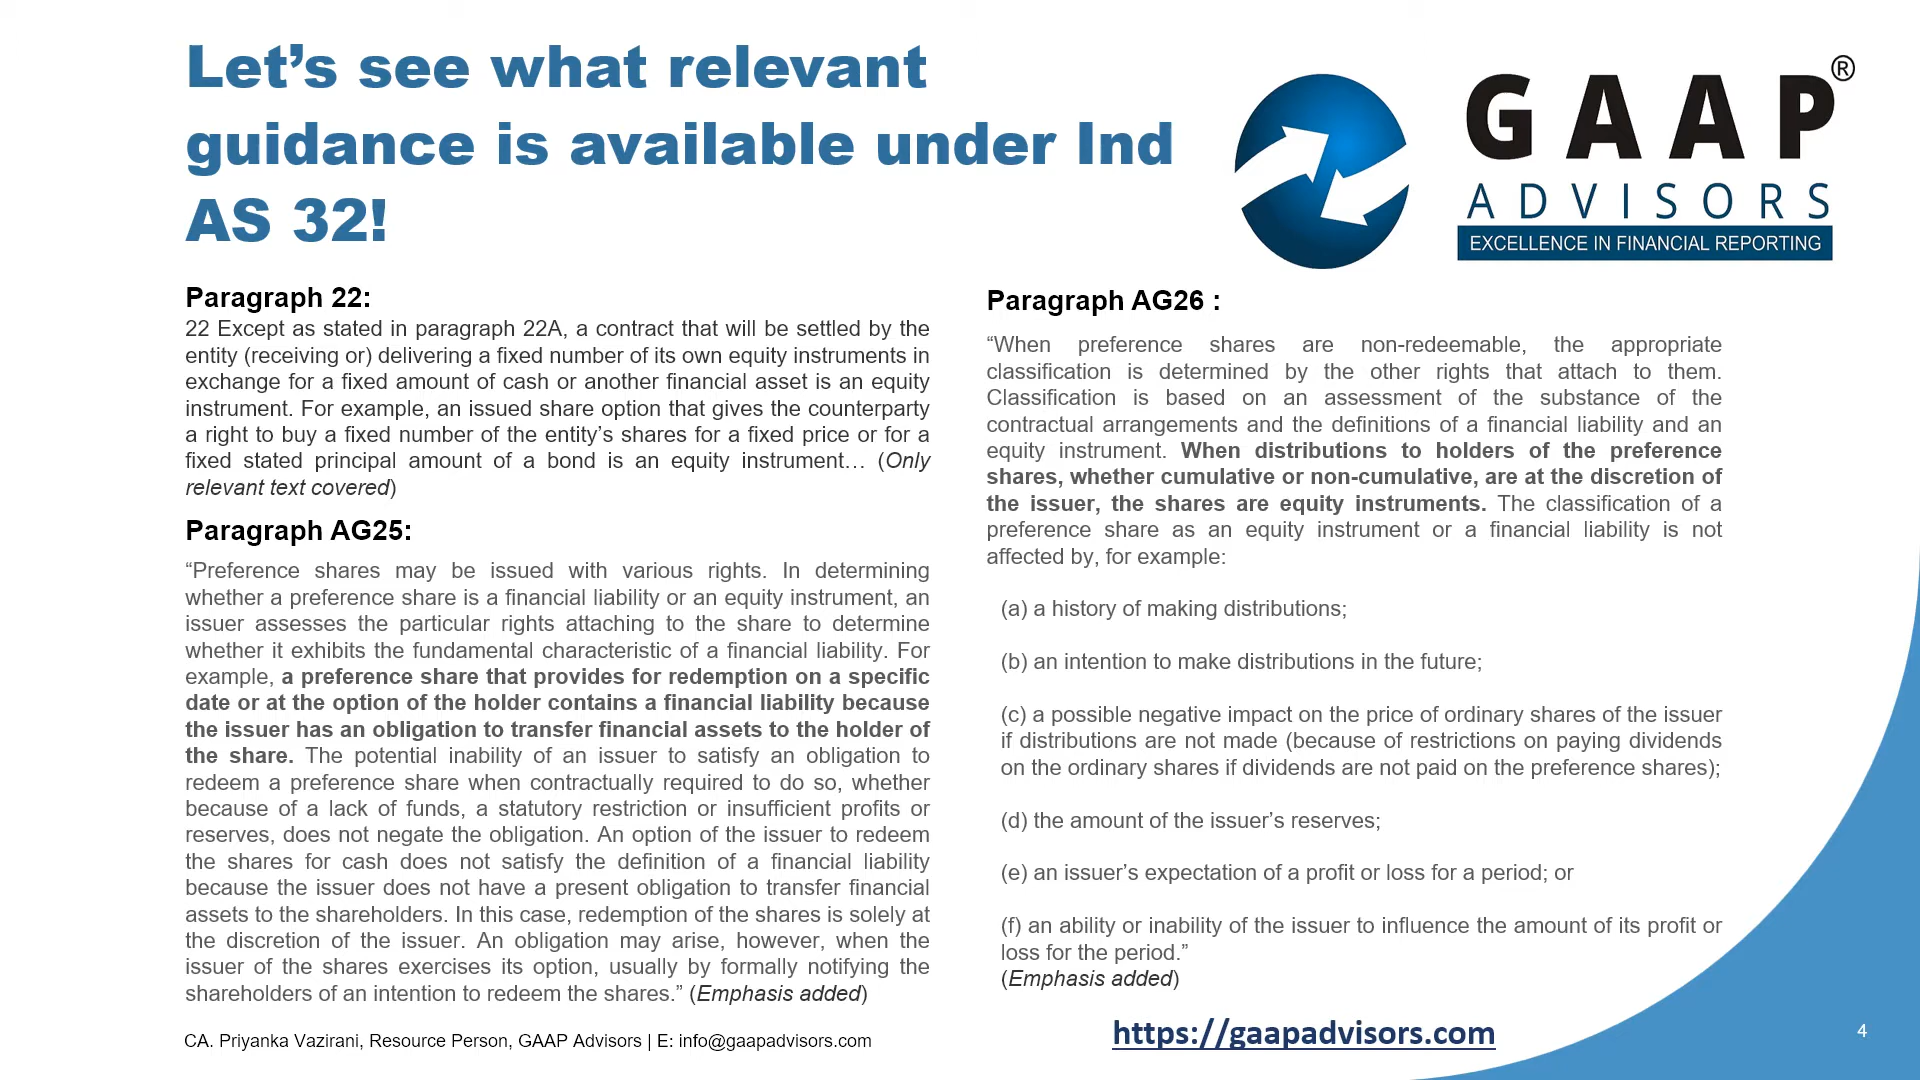 Let’s see what relevant
guidance is available under Ind
AS 32!
GAAP®
ADVISORS
EXCELLENCE IN FINANCIAL REPORTING
Paragraph 22:
22 Except as stated in paragraph 22A, a contract that will be settled by the
entity (receiving or) delivering a fixed number of its own equity instruments in
exchange for a fixed amount of cash or another financial asset is an equity
instrument. For example, an issued share option that gives the counterparty
a right to buy a fixed number of the entity’s shares for a fixed price or for a
fixed stated principal amount of a bond is an equity instrument… (Only
relevant text covered)
Paragraph AG25:
“Preference shares may be issued with various rights. In determining
whether a preference share is a financial liability or an equity instrument, an
issuer assesses the particular rights attaching to the share to determine
whether it exhibits the fundamental characteristic of a financial liability. For
example, a preference share that provides for redemption on a specific
date or at the option of the holder contains a financial liability because
the issuer has an obligation to transfer financial assets to the holder of
the share. The potential inability of an issuer to satisfy an obligation to
redeem a preference share when contractually required to do so, whether
because of a lack of funds, a statutory restriction or insufficient profits or
reserves, does not negate the obligation. An option of the issuer to redeem
the shares for cash does not satisfy the definition of a financial liability
because the issuer does not have a present obligation to transfer financial
assets to the shareholders. In this case, redemption of the shares is solely at
the discretion of the issuer. An obligation may arise, however, when the
issuer of the shares exercises its option, usually by formally notifying the
shareholders of an intention to redeem the shares.” (Emphasis added)
Paragraph AG26 :
“When preference shares are non-redeemable, the appropriate
classification is determined by the other rights that attach to them.
Classification is based on an assessment of the substance of the
contractual arrangements and the definitions of a financial liability and an
equity instrument. When distributions to holders of the preference
shares, whether cumulative or non-cumulative, are at the discretion of
the issuer, the shares are equity instruments. The classification of a
preference share as an equity instrument or a financial liability is not
affected by, for example:
(a) a history of making distributions;
(b) an intention to make distributions in the future;
(c) a possible negative impact on the price of ordinary shares of the issuer
if distributions are not made (because of restrictions on paying dividends
on the ordinary shares if dividends are not paid on the preference shares);
(d) the amount of the issuer’s reserves;
(e) an issuer’s expectation of a profit or loss for a period; or
(f) an ability or inability of the issuer to influence the amount of its profit or
loss for the period.”
(Emphasis added)
CA. Priyanka Vazirani, Resource Person, GAAP Advisors | E: info@gaapadvisors.com
https://gaapadvisors.com
4